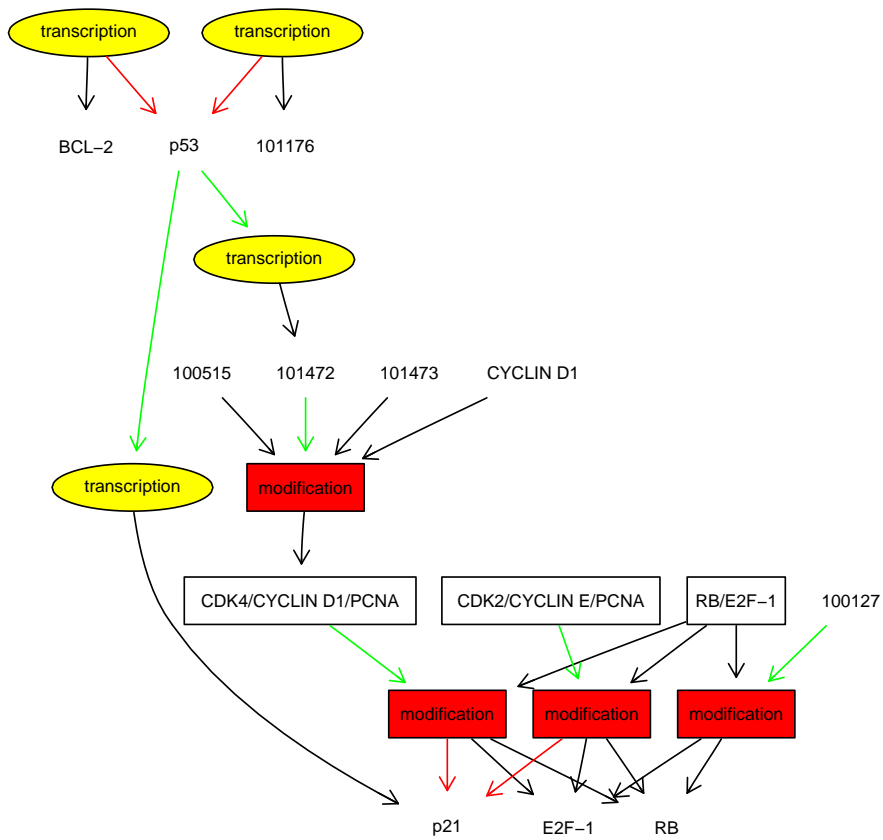 transcription
transcription
BCL−2
p53
101176
transcription
100515
101472
101473
CYCLIN D1
transcription
modification
CDK4/CYCLIN D1/PCNA
CDK2/CYCLIN E/PCNA
RB/E2F−1
100127
modification
modification
modification
p21
E2F−1
RB